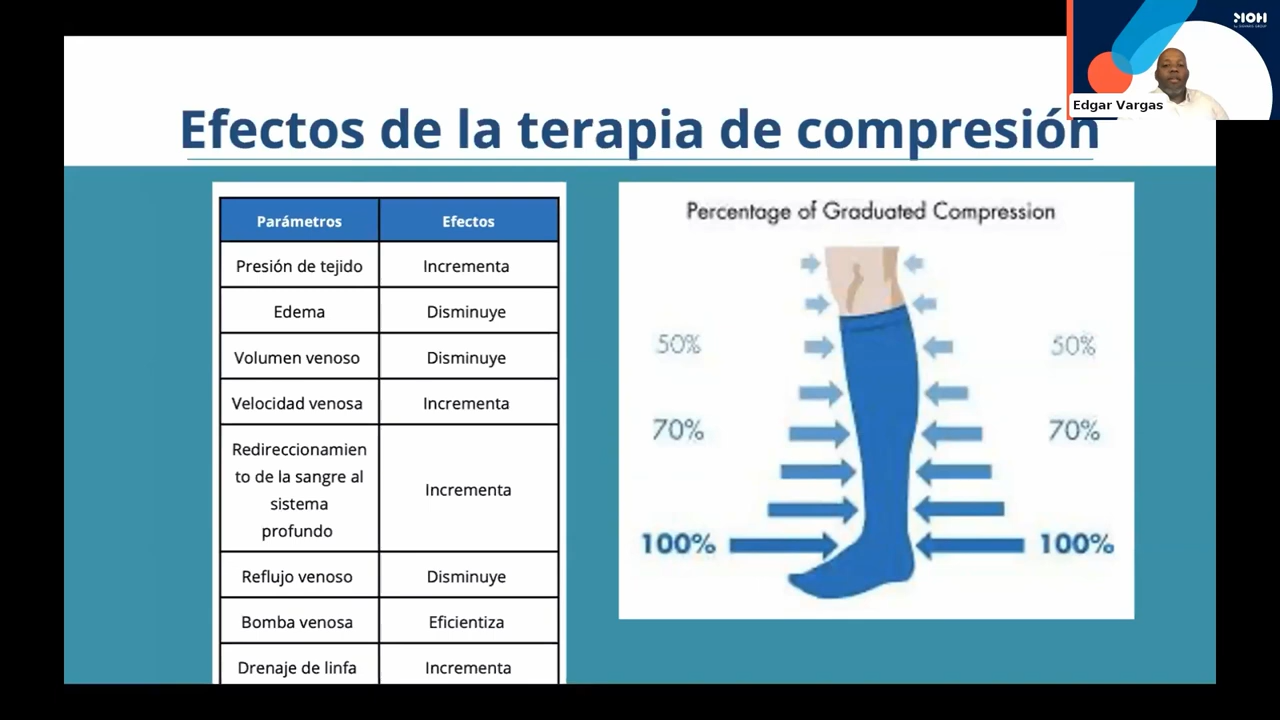 MOH
Edgar Vargas
Efectos de la terapia de compresión
Parámetros Efectos
Presión de tejido Incrementa
Edema Disminuye
Volumen venoso Disminuye
Velocidad venosa Incrementa
Redireccionamien
to de la sangre al
sistema
profundo
Incrementa
Reflujo venoso Disminuye
Bomba venosa Eficientiza
Drenaje de linfa Incrementa
Percentage of Graduated Compression
50% 50%
70% 70%
100% 100%